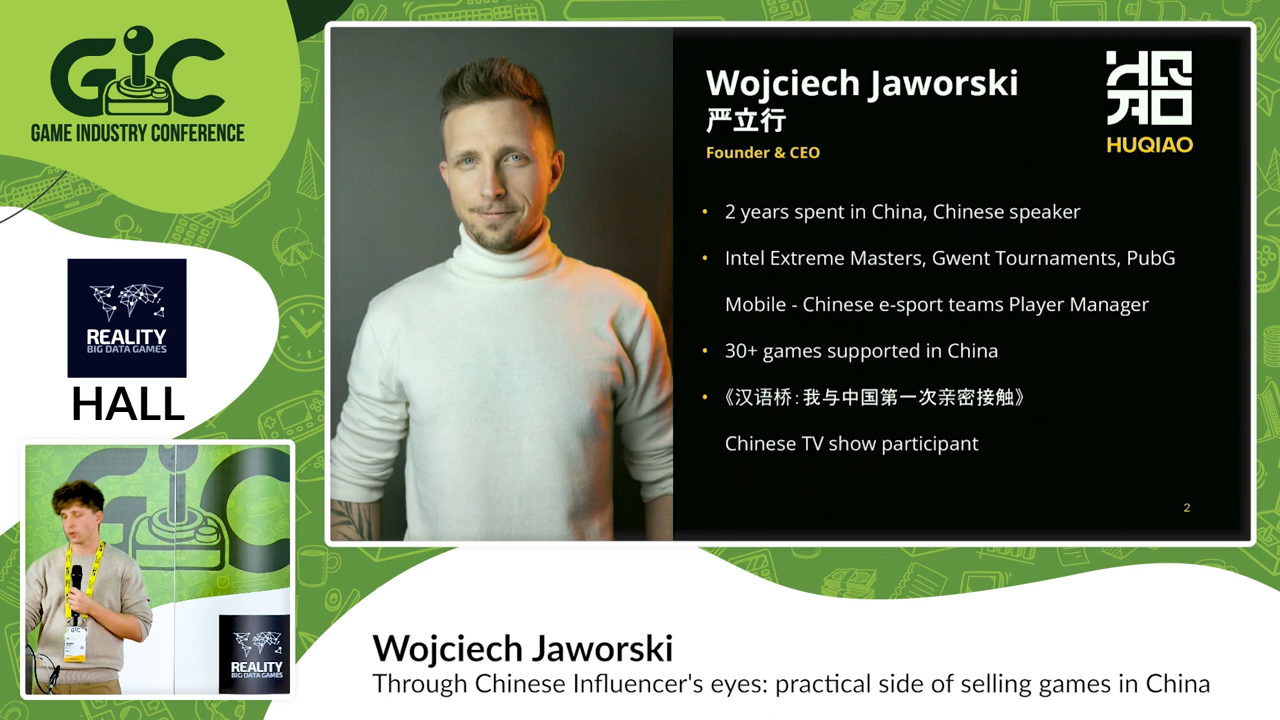 GIC
GAME INDUSTRY CONFERENCE
REALITY
BIG DATA GAMES
HALL
Wojciech Jaworski
严立行
Founder & CEO
HUQIAO
• 2 years spent in China, Chinese speaker
• Intel Extreme Masters, Gwent Tournaments, PubG
Mobile - Chinese e-sport teams Player Manager
• 30+ games supported in China
• 《汉语桥:我与中国第一次亲密接触》
Chinese TV show participant
2
GIC
REALITY
BIG DATA GAMES
Wojciech Jaworski
Through Chinese Influencer's eyes: practical side of selling games in China